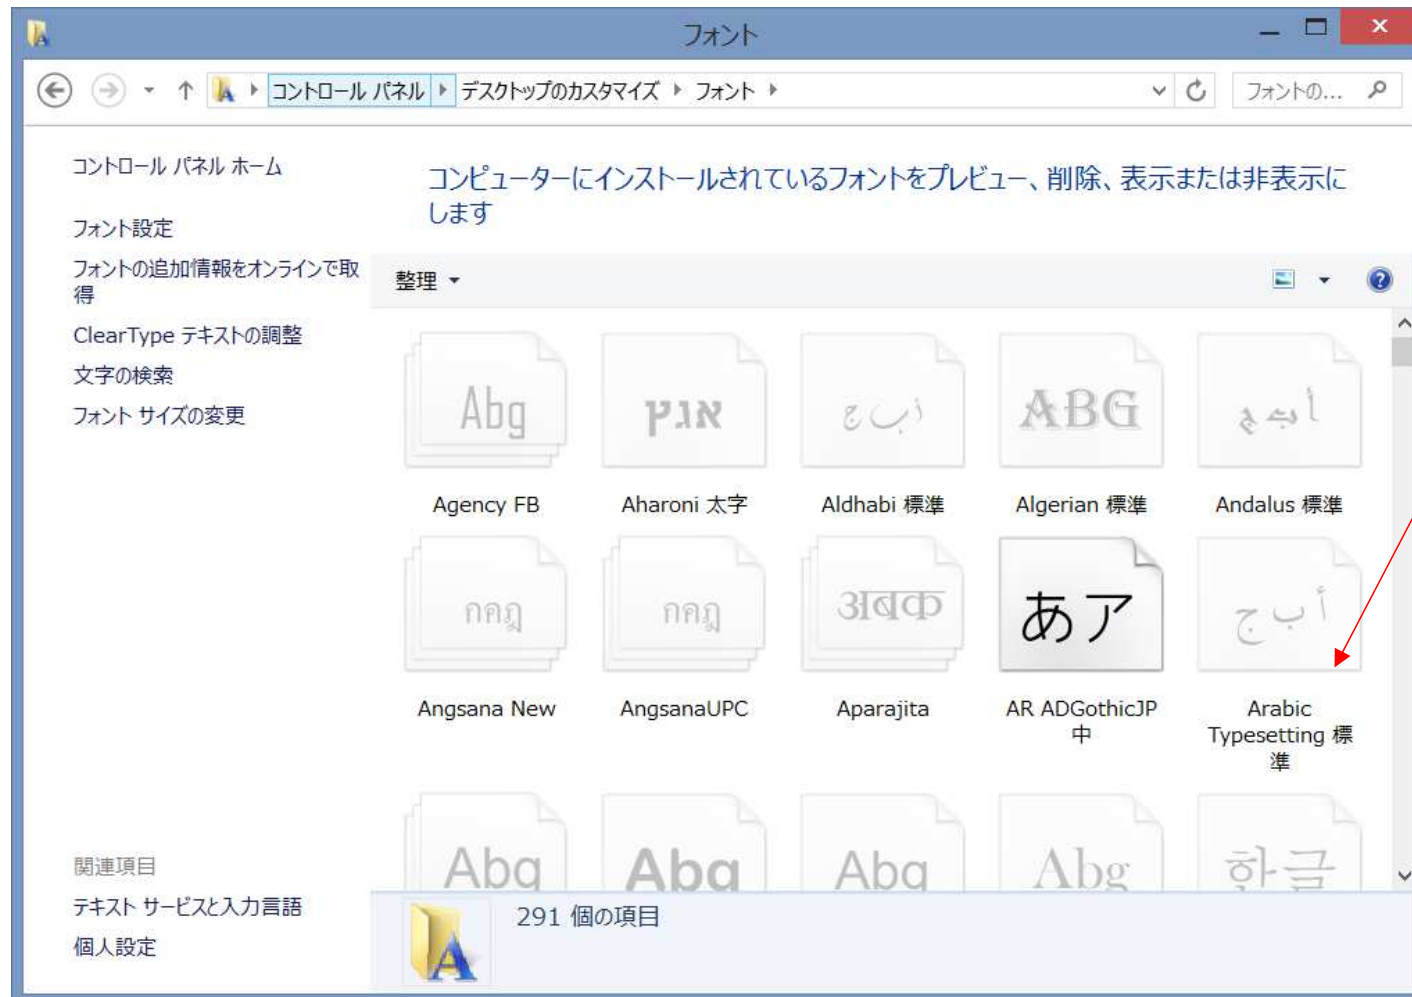 フォント
コントロール パネル デスクトップのカスタマイズ フォント
フォントの...
コントロール パネル ホーム
フォント設定
フォントの追加情報をオンラインで取
得
ClearType テキストの調整
文字の検索
フォント サイズの変更
関連項目
テキスト サービスと入力言語
個人設定
コンピューターにインストールされているフォントをプレビュー、削除、表示または非表示に
します
整理
Abg אנץ أب ج ABG أب ج
Agency FB Aharoni 太字 Aldhabi 標準 Algerian 標準 Andalus 標準
กคฎ กคฎ अबक あア أ ب ج
Angsana New AngsanaUPC Aparajita AR ADGothicJP Arabic
中 Typesetting 標
準
Abg Abg Abg Abg 한글
291 個の項目